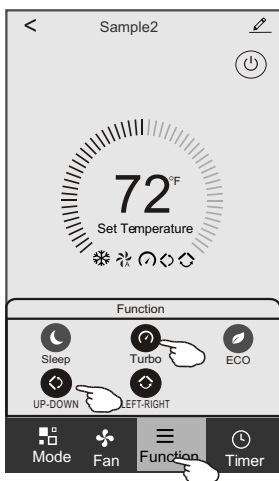 < Sample2
72°F
Set Temperature
A
Function
Sleep Turbo ECO
UP-DOWN LEFT-RIGHT
Mode Fan Function Timer